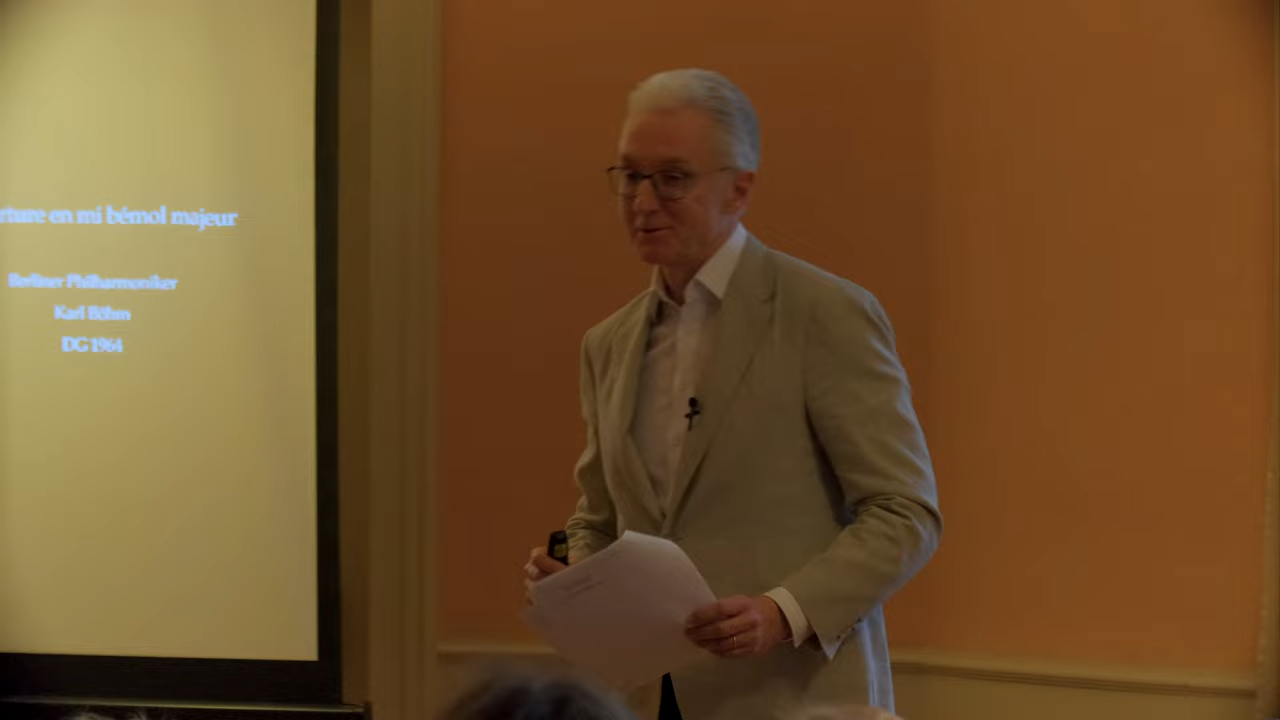 rture en mi bémol majeur
Berliner Philharmoniker
Karl Böhm
DG 1964